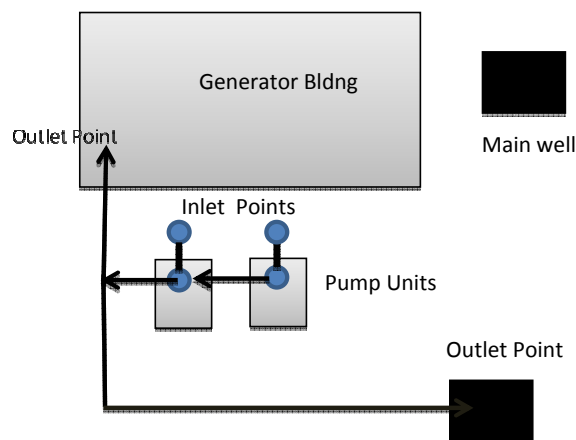 Generator Bldng
Outlet Point
Main well
Inlet Points
Pump Units
Outlet Point